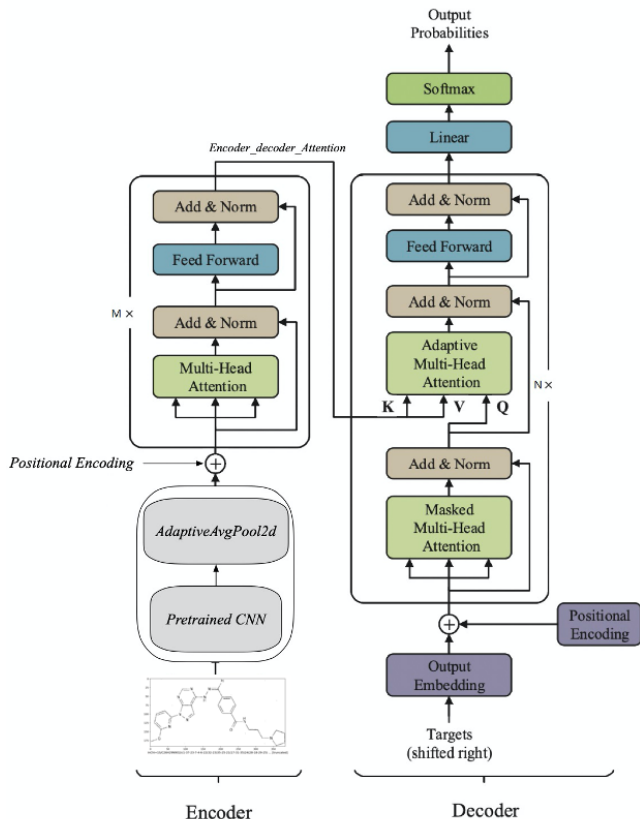 Output
Probabilities
Softmax
Linear
Encoder_decoder_Attention
Add & Norm
Feed Forward
Add & Norm
Multi-Head
Attention
M ×
Positional Encoding
AdaptiveAvgPool2d
Pretrained CNN
Encoder
Add & Norm
Feed Forward
Add & Norm
Adaptive
Multi-Head
Attention
N ×
K
V
Q
Add & Norm
Masked
Multi-Head
Attention
Positional
Encoding
Output
Embedding
Targets
(shifted right)
Decoder